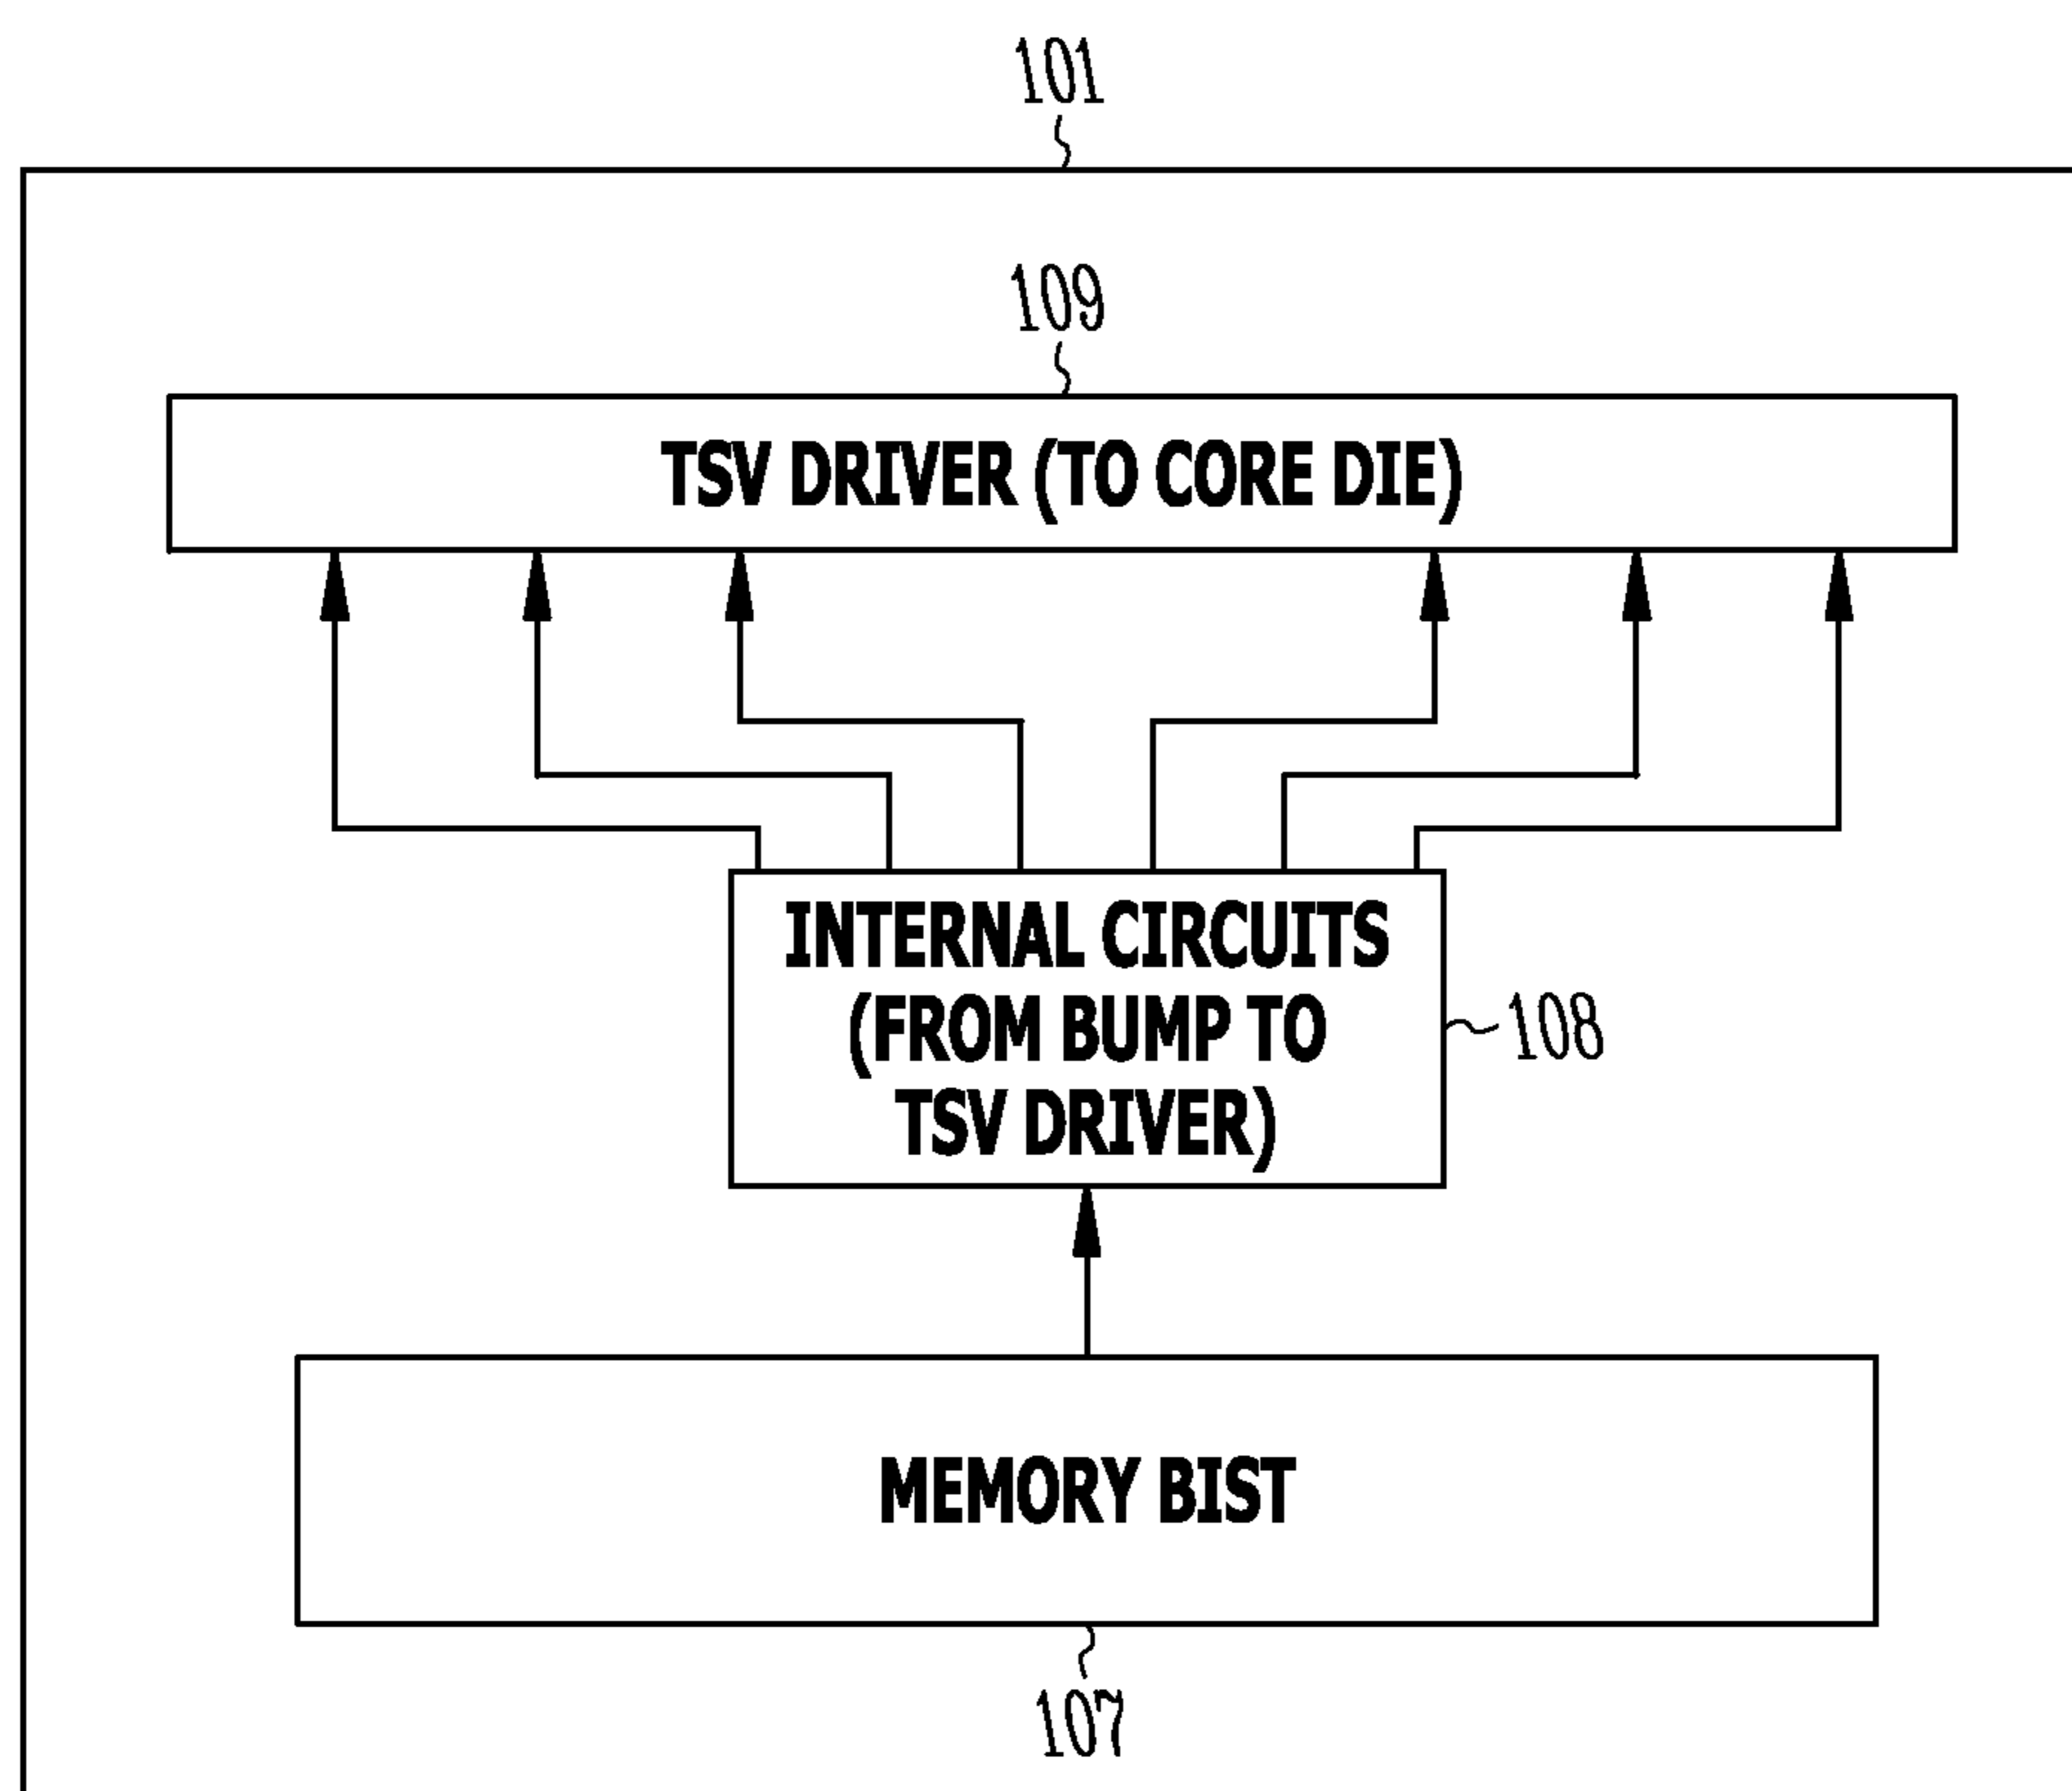 101
109
TSV DRIVER (TO CORE DIE)
INTERNAL CIRCUITS
(FROM BUMP TO
TSV DRIVER)
108
MEMORY BIST
107